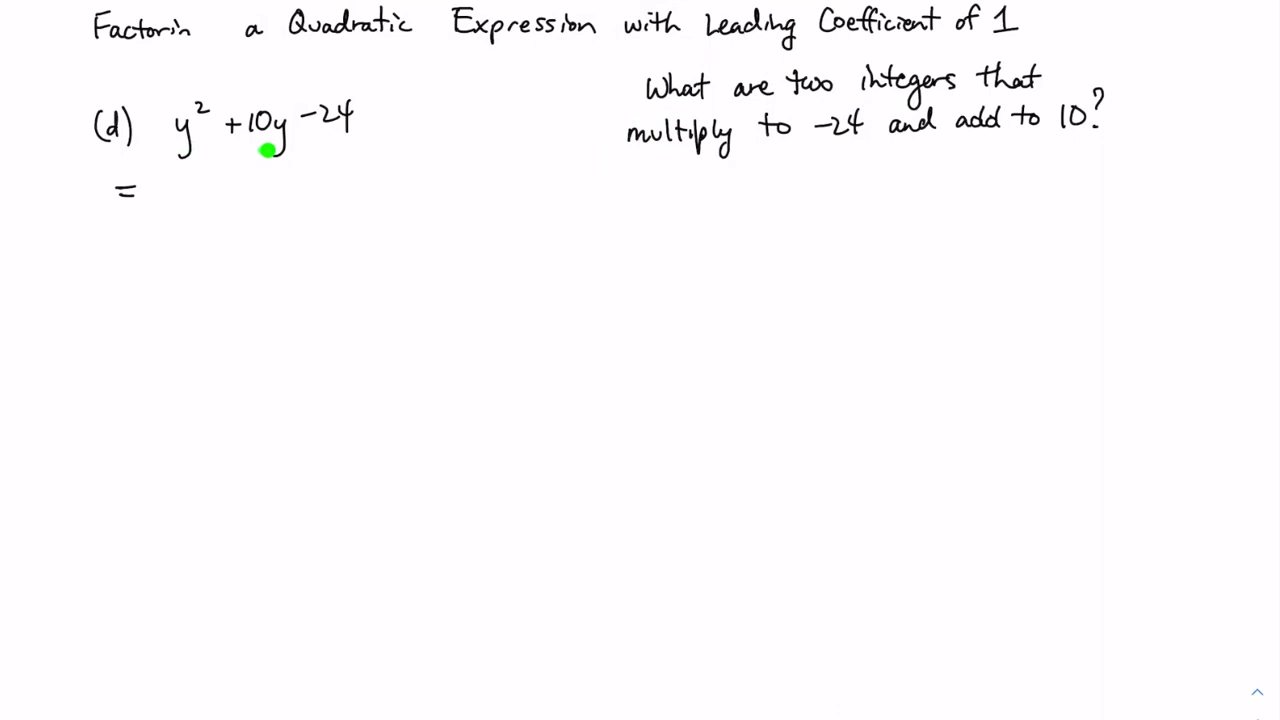 Factorin a Quadratic Expression with Leading Coefficient of 1
What are two integers that
multiply to -24 and add to 10?
(d) y² +10y -24
=